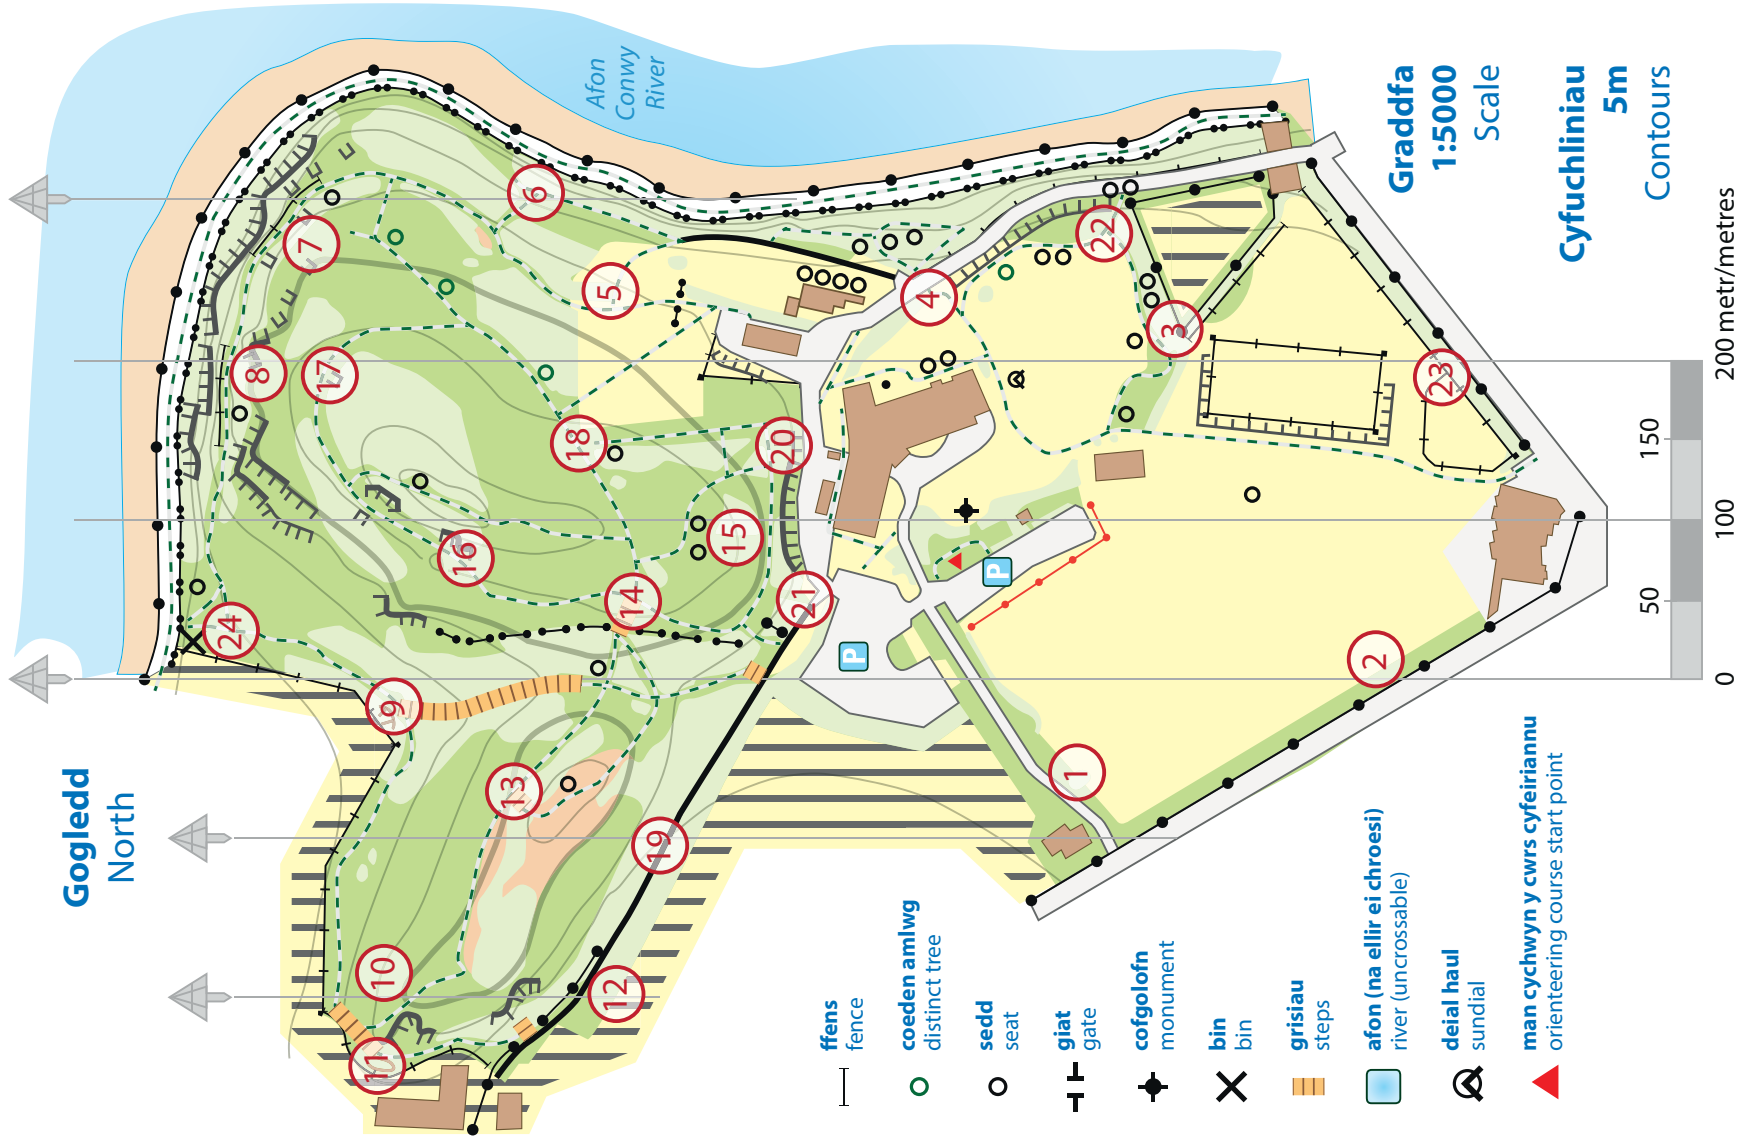 Gogledd
North
Afon
Conwy
River
Graddfa
1:5000
Scale
Cyfuchliniau
5m
Contours
1
2
3
4
5
6
7
8
9
10
11
12
13
14
15
16
17
18
19
20
21
22
23
24
P
P
0
50
100
150
200 metr/metres
ffens
fence
coeden amlwg
distinct tree
sedd
seat
giat
gate
cofgolofn
monument
bin
bin
grisiau
steps
afon (na ellir ei chroesi)
river (uncrossable)
deial haul
sundial
man cychwyn y cwrs cyfeiriannu
orienteering course start point